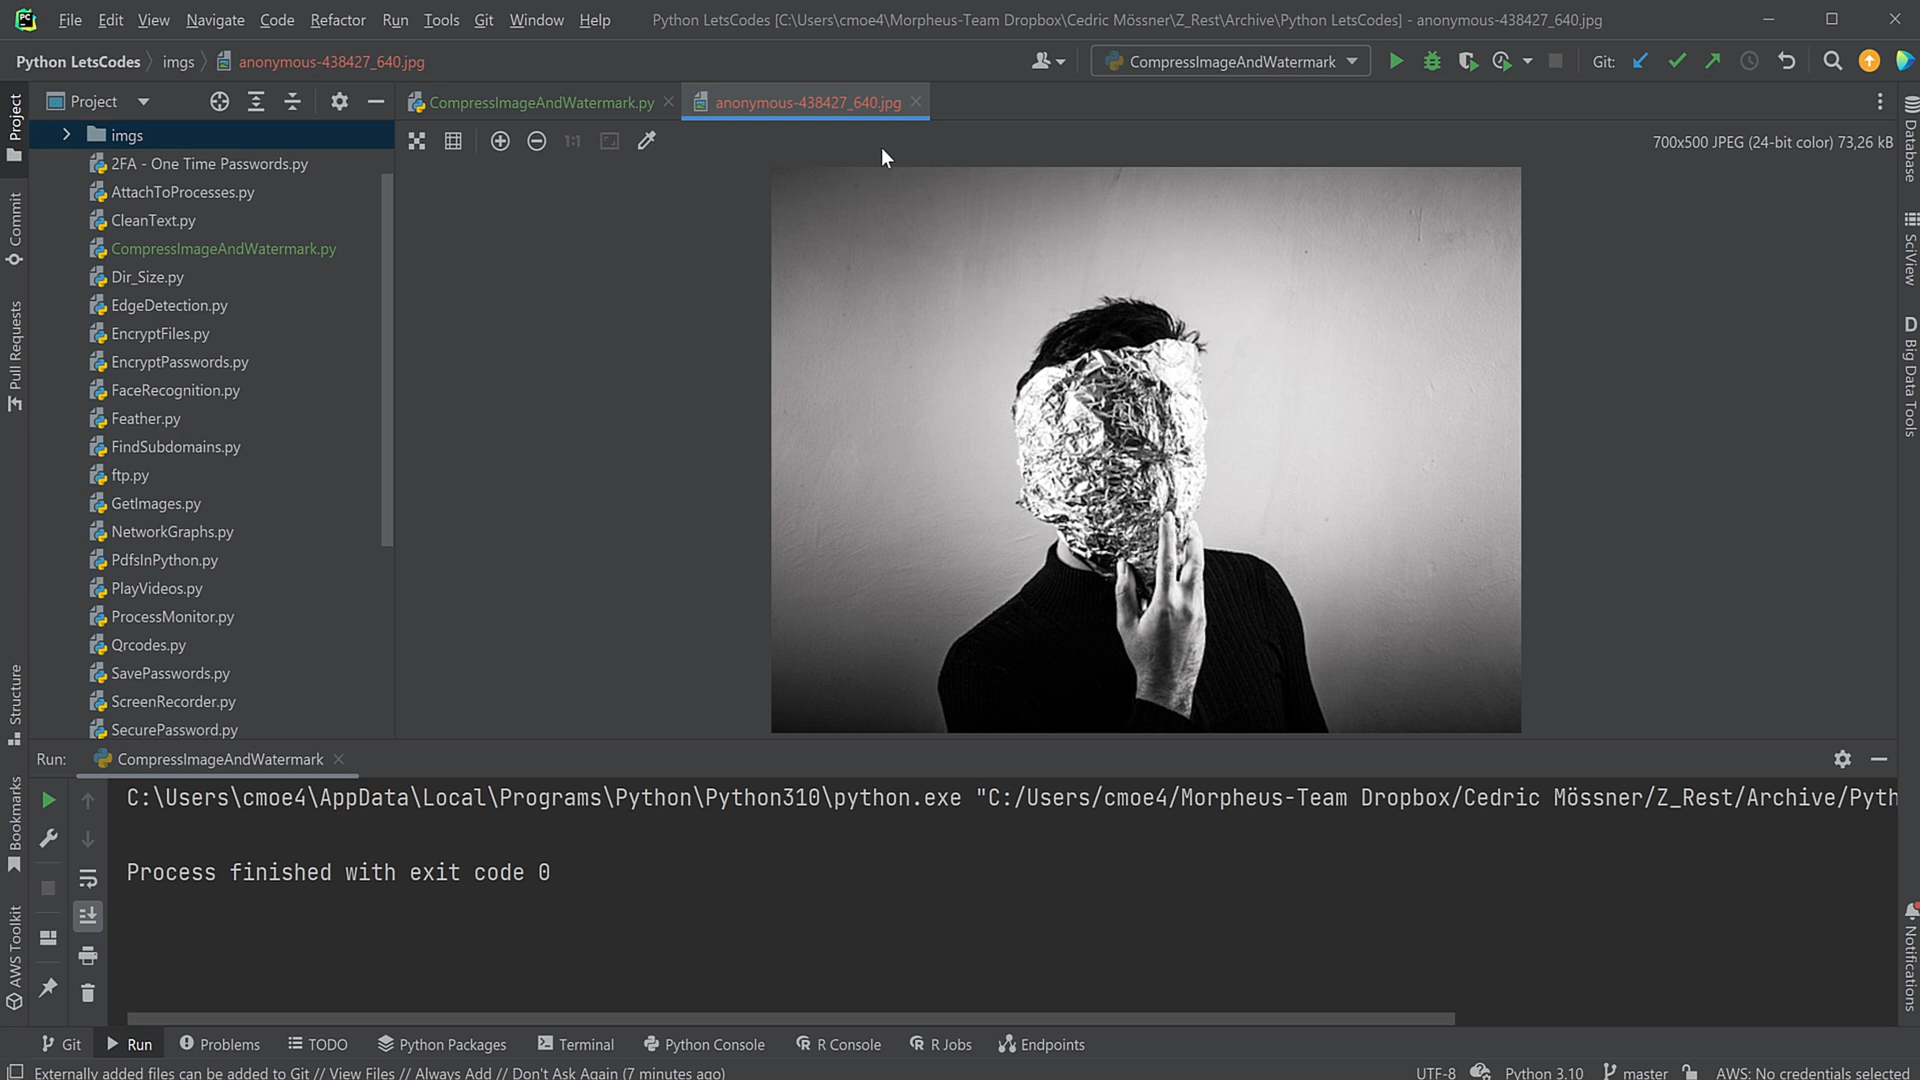 PC File Edit View Navigate Code Refactor Run Tools Git Window Help Python LetsCodes [C:\Users\cmoe4\Morpheus-Team Dropbox\Cedric Mössner\Z_Rest\Archive\Python LetsCodes] - anonymous-438427_640.jpg
Python LetsCodes imgs anonymous-438427_640.jpg CompressImageAndWatermark Git:
Project CompressImageAndWatermark.py anonymous-438427_640.jpg
700x500 JPEG (24-bit color) 73,26 kB
1:1
imgs
2FA - One Time Passwords.py
AttachToProcesses.py
CleanText.py
CompressImageAndWatermark.py
Dir_Size.py
EdgeDetection.py
EncryptFiles.py
EncryptPasswords.py
FaceRecognition.py
Feather.py
FindSubdomains.py
ftp.py
GetImages.py
NetworkGraphs.py
PdfsInPython.py
PlayVideos.py
ProcessMonitor.py
Qrcodes.py
SavePasswords.py
ScreenRecorder.py
SecurePassword.py
Project
Commit
Pull Requests
Structure
Bookmarks
AWS Toolkit
Database
SciView
D Big Data Tools
Notifications
Run: CompressImageAndWatermark
C:\Users\cmoe4\AppData\Local\Programs\Python\Python310\python.exe "C:/Users/cmoe4/Morpheus-Team Dropbox/Cedric Mössner/Z_Rest/Archive/Pyth
Process finished with exit code 0
Git Run Problems TODO Python Packages Terminal Python Console R Console R Jobs Endpoints
Externally added files can be added to Git // View Files // Always Add // Don't Ask Again (7 minutes ago) UTF-8 Python 3.10 master AWS: No credentials selected